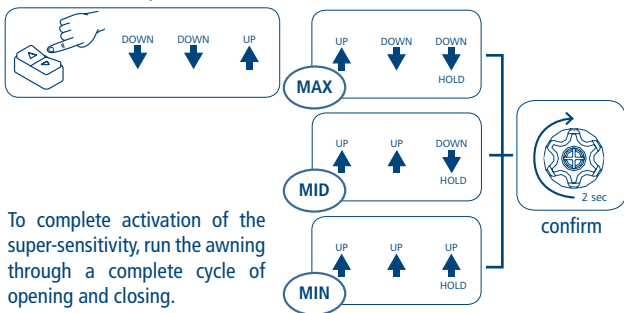 DOWN DOWN UP
UP DOWN DOWN
HOLD
MAX
UP UP DOWN
HOLD
MID
2 sec
confirm
To complete activation of the
super-sensitivity, run the awning
through a complete cycle of
opening and closing.
UP UP UP
HOLD
MIN